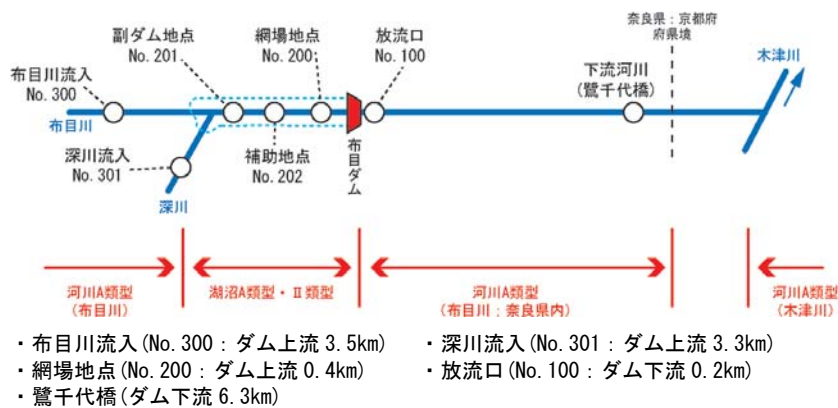 奈良県：京都府
府県境
副ダム地点
No. 201
網場地点
No. 200
放流口
No. 100
木津川
布目川流入
No. 300
下流河川
(鷺千代橋)
布目川
深川流入
No. 301
補助地点
No. 202
布目ダム
深川
河川A類型
(布目川)
湖沼A類型・Ⅱ類型
河川A類型
(布目川：奈良県内)
河川A類型
(木津川)
・布目川流入(No.300：ダム上流 3.5km)
・深川流入(No.301：ダム上流 3.3km)
・網場地点(No.200：ダム上流 0.4km)
・放流口(No.100：ダム下流 0.2km)
・鷺千代橋(ダム下流 6.3km)